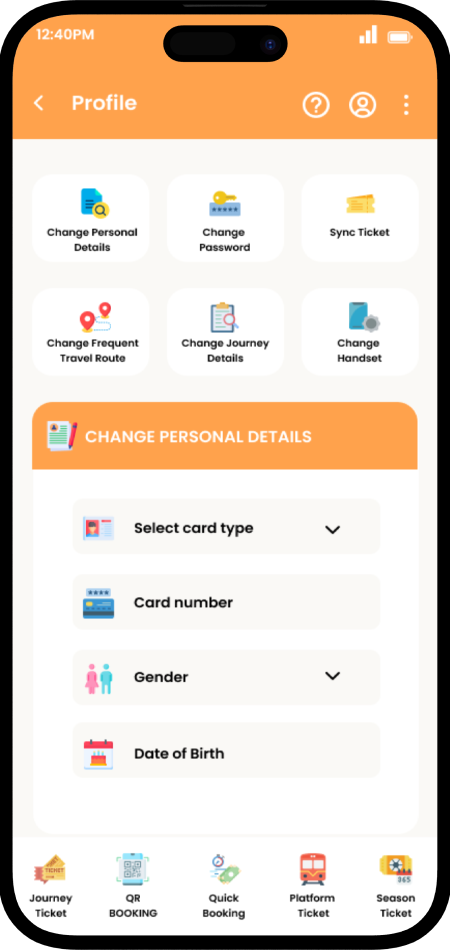 12:40PM
Profile
Change Personal
Details
Change
Password
Sync Ticket
Change Frequent
Travel Route
Change Journey
Details
Change
Handset
CHANGE PERSONAL DETAILS
Select card type
Card number
Gender
Date of Birth
TICKET
365
Journey
Ticket
QR
BOOKING
Quick
Booking
Platform
Ticket
Season
Ticket